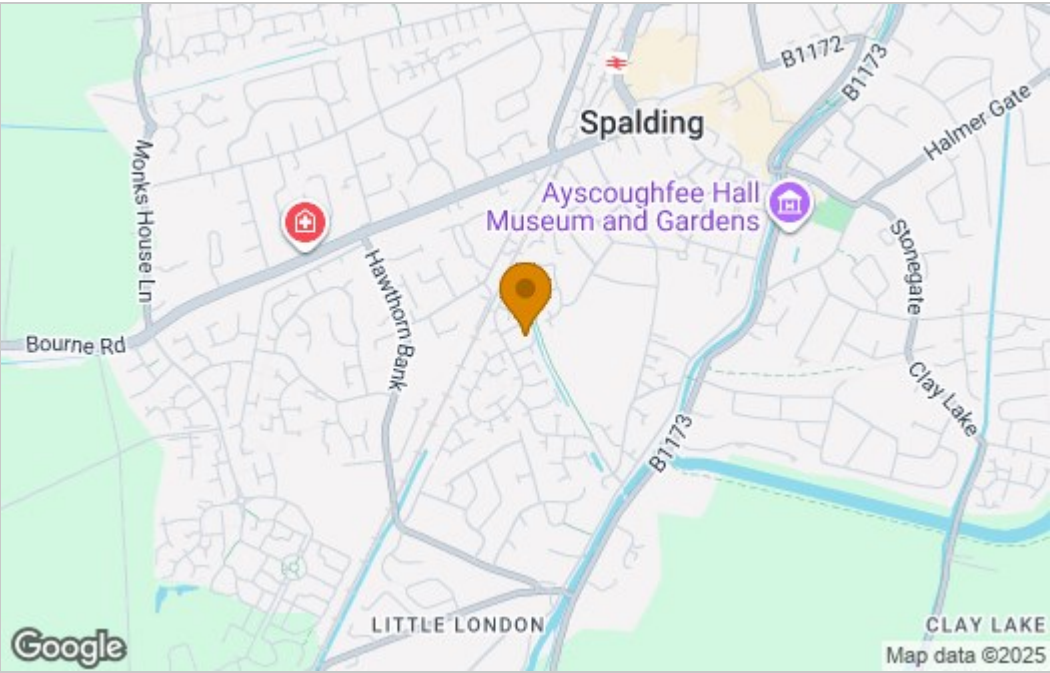 B1172
B1173
Spalding
Halmer Gate
Monks House Ln
Ayscoughfee Hall
Museum and Gardens
H
Stonegate
Hawthorn Bank
Bourne Rd
Clay Lake
B1173
LITTLE LONDON
CLAY LAKE
Google
Map data ©2025